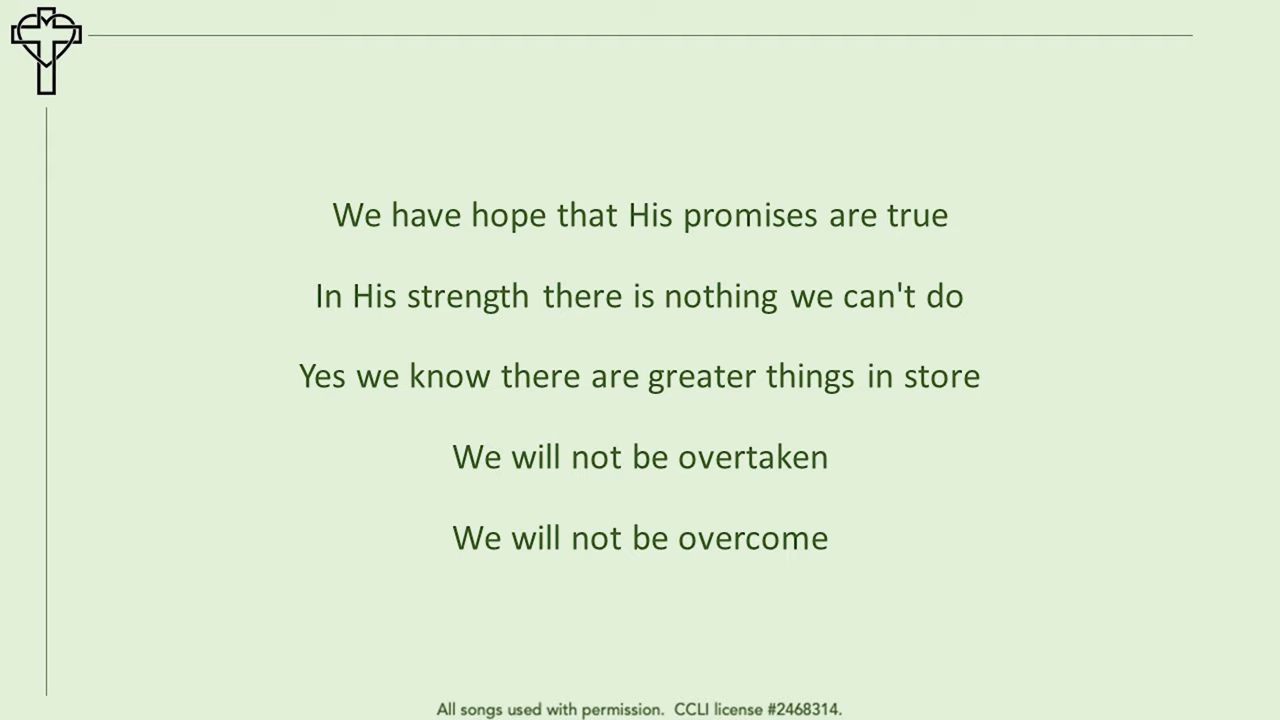 We have hope that His promises are true
In His strength there is nothing we can't do
Yes we know there are greater things in store
We will not be overtaken
We will not be overcome
All songs used with permission. CCLI license #2468314.